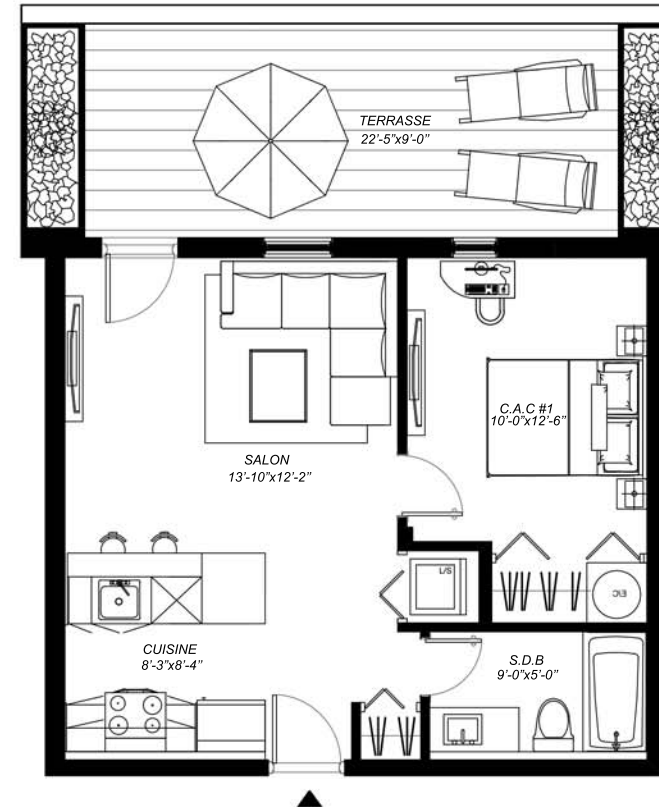 TERRASSE
22'-5"x9'-0"
C.A.C #1
10'-0"x12'-6"
SALON
13'-10"x12'-2"
L/S
E/C
CUISINE
8'-3"x8'-4"
S.D.B
9'-0"x5'-0"